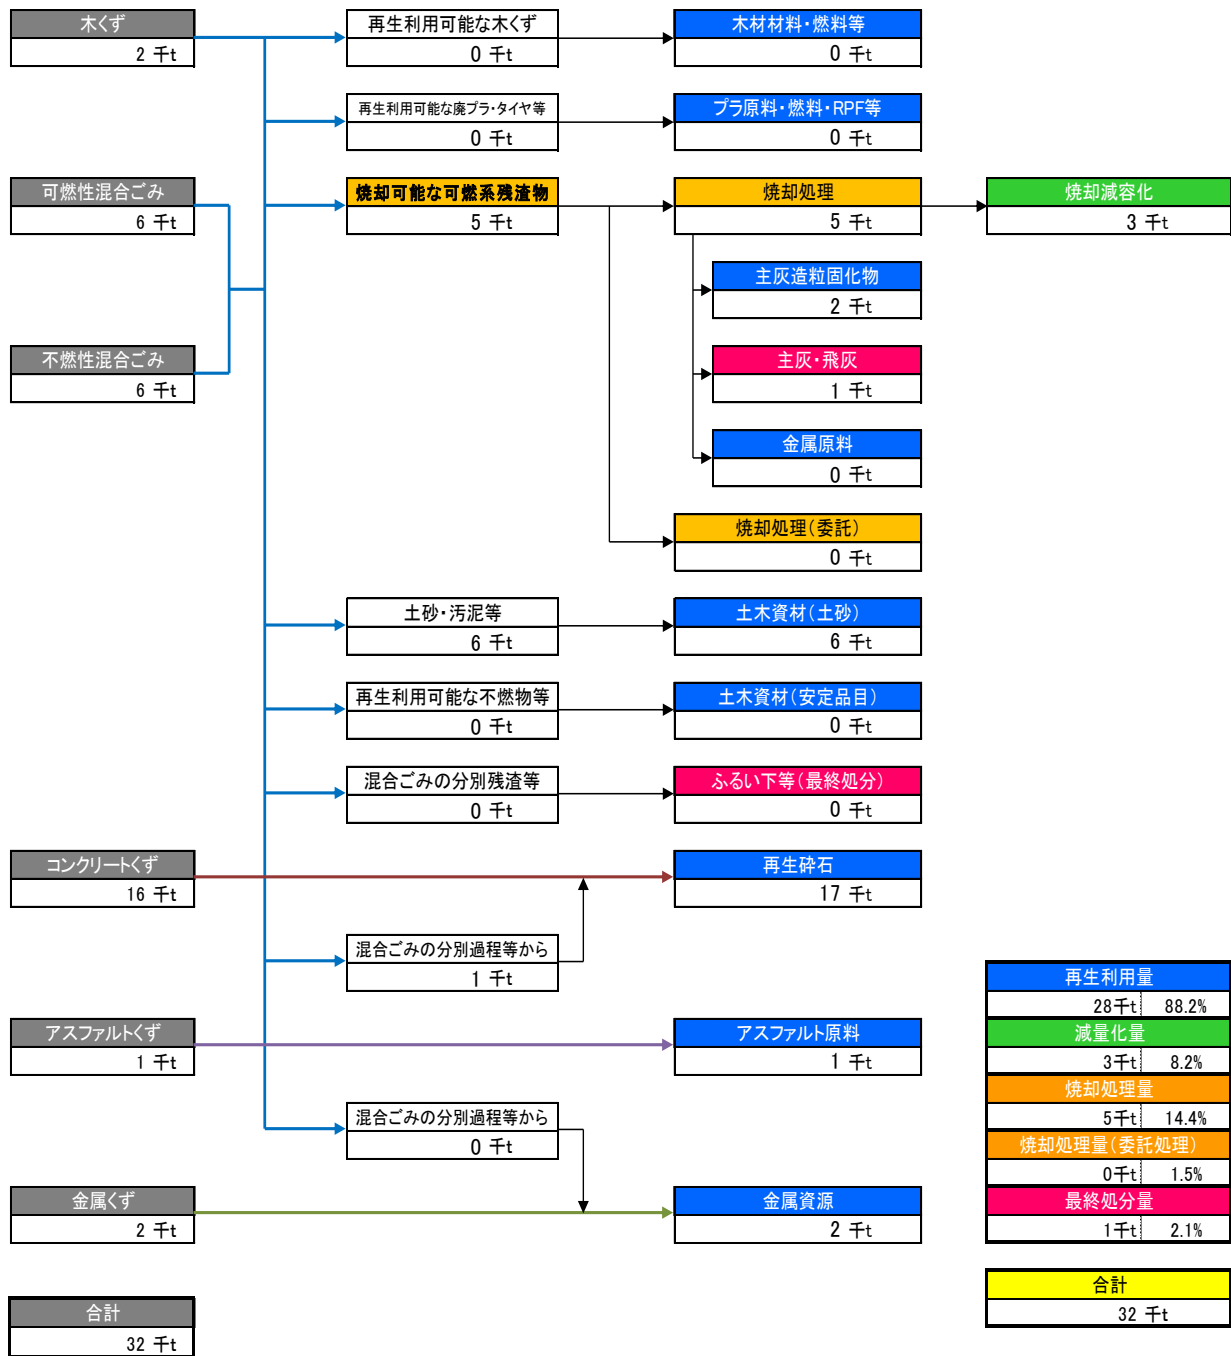 木くず
2 千t
再生利用可能な木くず
0 千t
木材材料・燃料等
0 千t
再生利用可能な廃プラ・タイヤ等
0 千t
プラ原料・燃料・RPF等
0 千t
可燃性混合ごみ
6 千t
焼却可能な可燃系残渣物
5 千t
焼却処理
5 千t
焼却減容化
3 千t
主灰造粒固化物
2 千t
不燃性混合ごみ
6 千t
主灰・飛灰
1 千t
金属原料
0 千t
焼却処理(委託)
0 千t
土砂・汚泥等
6 千t
土木資材(土砂)
6 千t
再生利用可能な不燃物等
0 千t
土木資材(安定品目)
0 千t
混合ごみの分別残渣等
0 千t
ふるい下等(最終処分)
0 千t
コンクリートくず
16 千t
再生砕石
17 千t
混合ごみの分別過程等から
1 千t
アスファルトくず
1 千t
アスファルト原料
1 千t
混合ごみの分別過程等から
0 千t
金属くず
2 千t
金属資源
2 千t
再生利用量
28千t 88.2%
減量化量
3千t 8.2%
焼却処理量
5千t 14.4%
焼却処理量(委託処理)
0千t 1.5%
最終処分量
1千t 2.1%
合計
32 千t
合計
32 千t